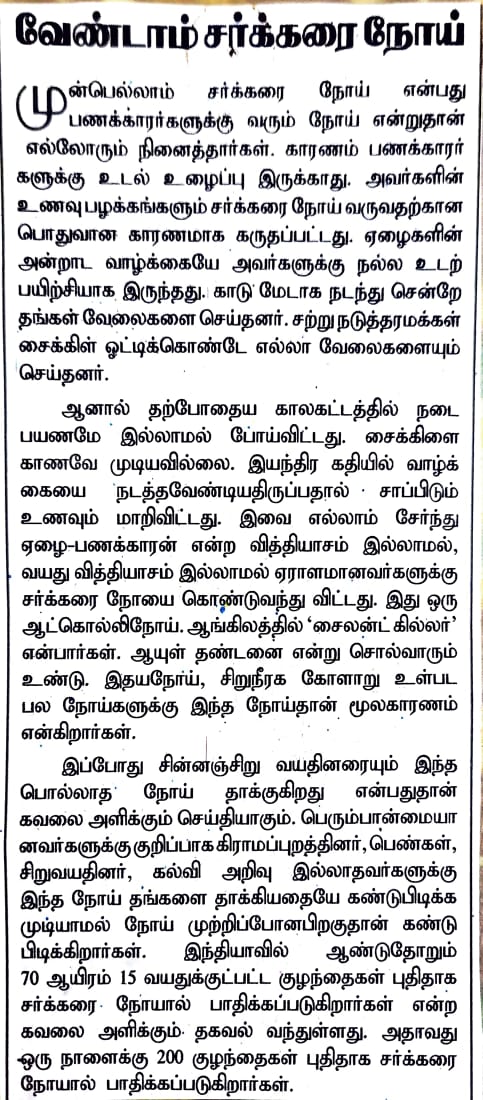 வேண்டாம் சர்க்கரை நோய்
முன்பெல்லாம் சர்க்கரை நோய் என்பது
பணக்காரர்களுக்கு வரும் நோய் என்றுதான்
எல்லோரும் நினைத்தார்கள். காரணம் பணக்காரர்
களுக்கு உடல் உழைப்பு இருக்காது. அவர்களின்
உணவு பழக்கங்களும் சர்க்கரை நோய் வருவதற்கான
பொதுவான காரணமாக கருதப்பட்டது. ஏழைகளின்
அன்றாட வாழ்க்கையே அவர்களுக்கு நல்ல உடற்
பயிற்சியாக இருந்தது. காடு மேடாக நடந்து சென்றே
தங்கள் வேலைகளை செய்தனர். சற்று நடுத்தரமக்கள்
சைக்கிள் ஓட்டிக்கொண்டே எல்லா வேலைகளையும்
செய்தனர்.
ஆனால் தற்போதைய காலகட்டத்தில் நடை
பயணமே இல்லாமல் போய்விட்டது. சைக்கிளை
காணவே முடியவில்லை. இயந்திர கதியில் வாழ்க்
கையை நடத்தவேண்டியதிருப்பதால் சாப்பிடும்
உணவும் மாறிவிட்டது. இவை எல்லாம் சேர்ந்து
ஏழை-பணக்காரன் என்ற வித்தியாசம் இல்லாமல்,
வயது வித்தியாசம் இல்லாமல் ஏராளமானவர்களுக்கு
சர்க்கரை நோயை கொண்டுவந்து விட்டது. இது ஒரு
ஆட்கொல்லிநோய். ஆங்கிலத்தில் ‘சைலன்ட் கில்லர்’
என்பார்கள். ஆயுள் தண்டனை என்று சொல்வாரும்
உண்டு. இதயநோய், சிறுநீரக கோளாறு உள்பட
பல நோய்களுக்கு இந்த நோய்தான் மூலகாரணம்
என்கிறார்கள்.
இப்போது சின்னஞ்சிறு வயதினரையும் இந்த
பொல்லாத நோய் தாக்குகிறது என்பதுதான்
கவலை அளிக்கும் செய்தியாகும். பெரும்பான்மையா
னவர்களுக்கு குறிப்பாக கிராமப்புறத்தினர், பெண்கள்,
சிறுவயதினர், கல்வி அறிவு இல்லாதவர்களுக்கு
இந்த நோய் தங்களை தாக்கியதையே கண்டுபிடிக்க
முடியாமல் நோய் முற்றிப்போனபிறகுதான் கண்டு
பிடிக்கிறார்கள். இந்தியாவில் ஆண்டுதோறும்
70 ஆயிரம் 15 வயதுக்குட்பட்ட குழந்தைகள் புதிதாக
சர்க்கரை நோயால் பாதிக்கப்படுகிறார்கள் என்ற
கவலை அளிக்கும் தகவல் வந்துள்ளது. அதாவது
ஒரு நாளைக்கு 200 குழந்தைகள் புதிதாக சர்க்கரை
நோயால் பாதிக்கப்படுகிறார்கள்.